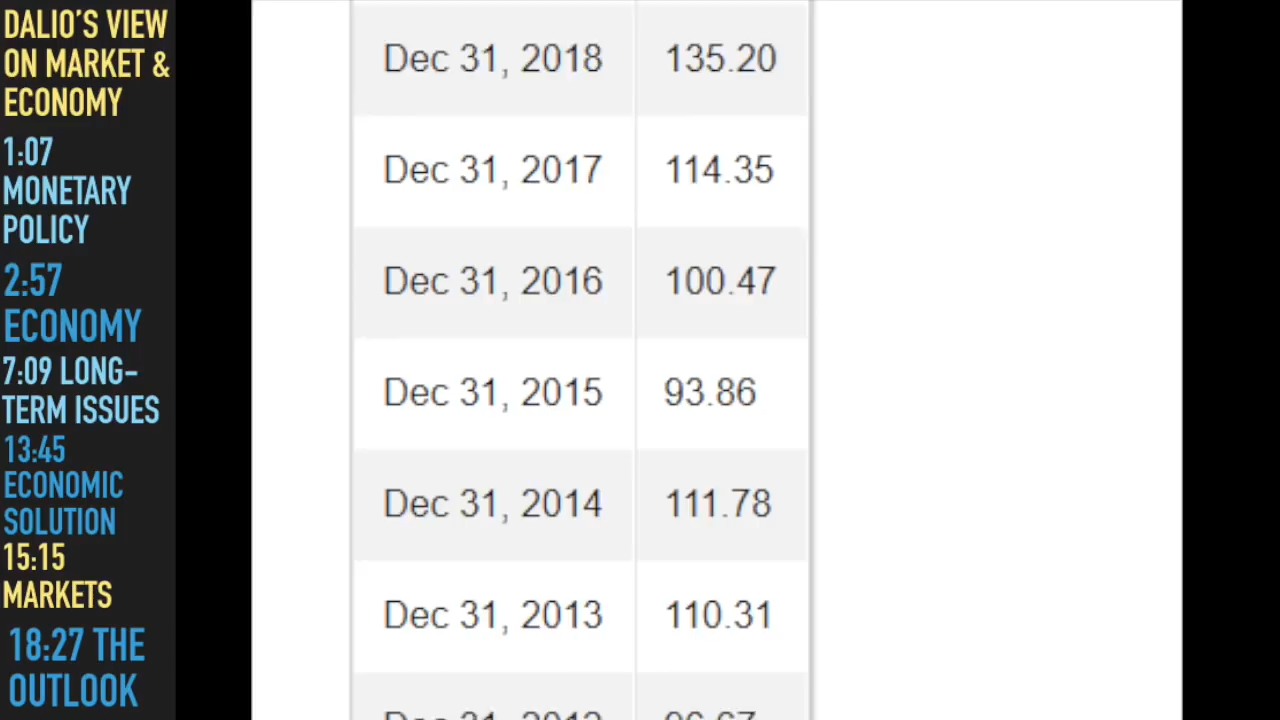 DALIO'S VIEW
ON MARKET &
ECONOMY
1:07
MONETARY
POLICY
2:57
ECONOMY
7:09 LONG-
TERM ISSUES
13:45
ECONOMIC
SOLUTION
15:15
MARKETS
18:27 THE
OUTLOOK
Dec 31, 2018 135.20
Dec 31, 2017 114.35
Dec 31, 2016 100.47
Dec 31, 2015 93.86
Dec 31, 2014 111.78
Dec 31, 2013 110.31